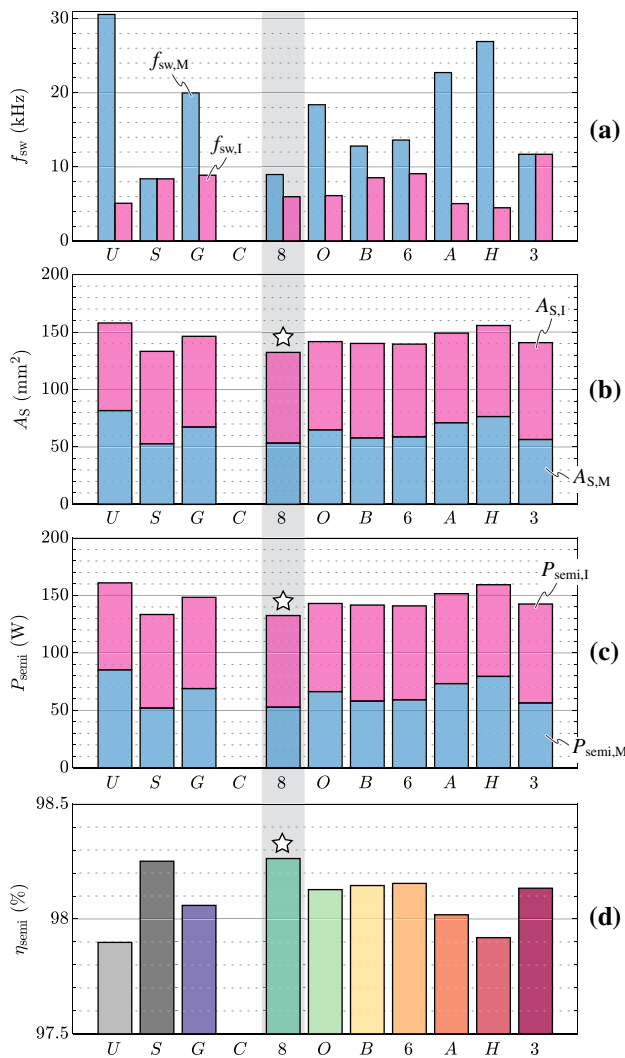 30
20
10
0
f_sw (kHz)
f_sw,M
f_sw,I
(a)
U S G C 8 O B 6 A H 3
200
150
100
50
0
A_S (mm²)
A_S,I
A_S,M
(b)
U S G C 8 O B 6 A H 3
200
150
100
50
0
P_semi (W)
P_semi,I
P_semi,M
(c)
U S G C 8 O B 6 A H 3
98.5
98
97.5
η_semi (%)
(d)
U S G C 8 O B 6 A H 3